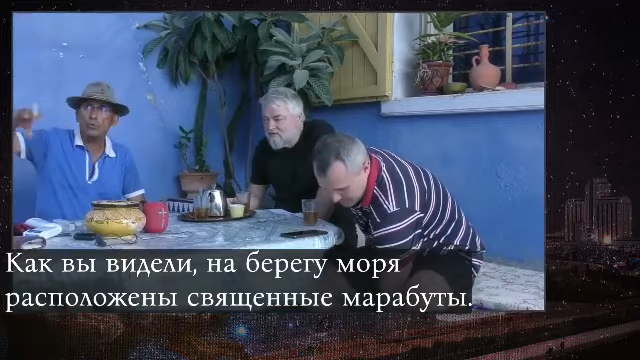 Как вы видели, на берегу моря
расположены священные марабуты.